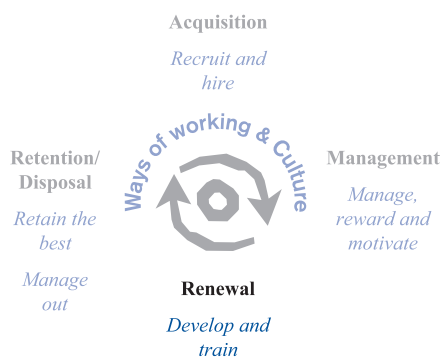 Acquisition
Recruit and
hire
Ways of working & Culture
Retention/
Disposal
Retain the
best
Manage
out
Management
Manage,
reward and
motivate
Renewal
Develop and
train